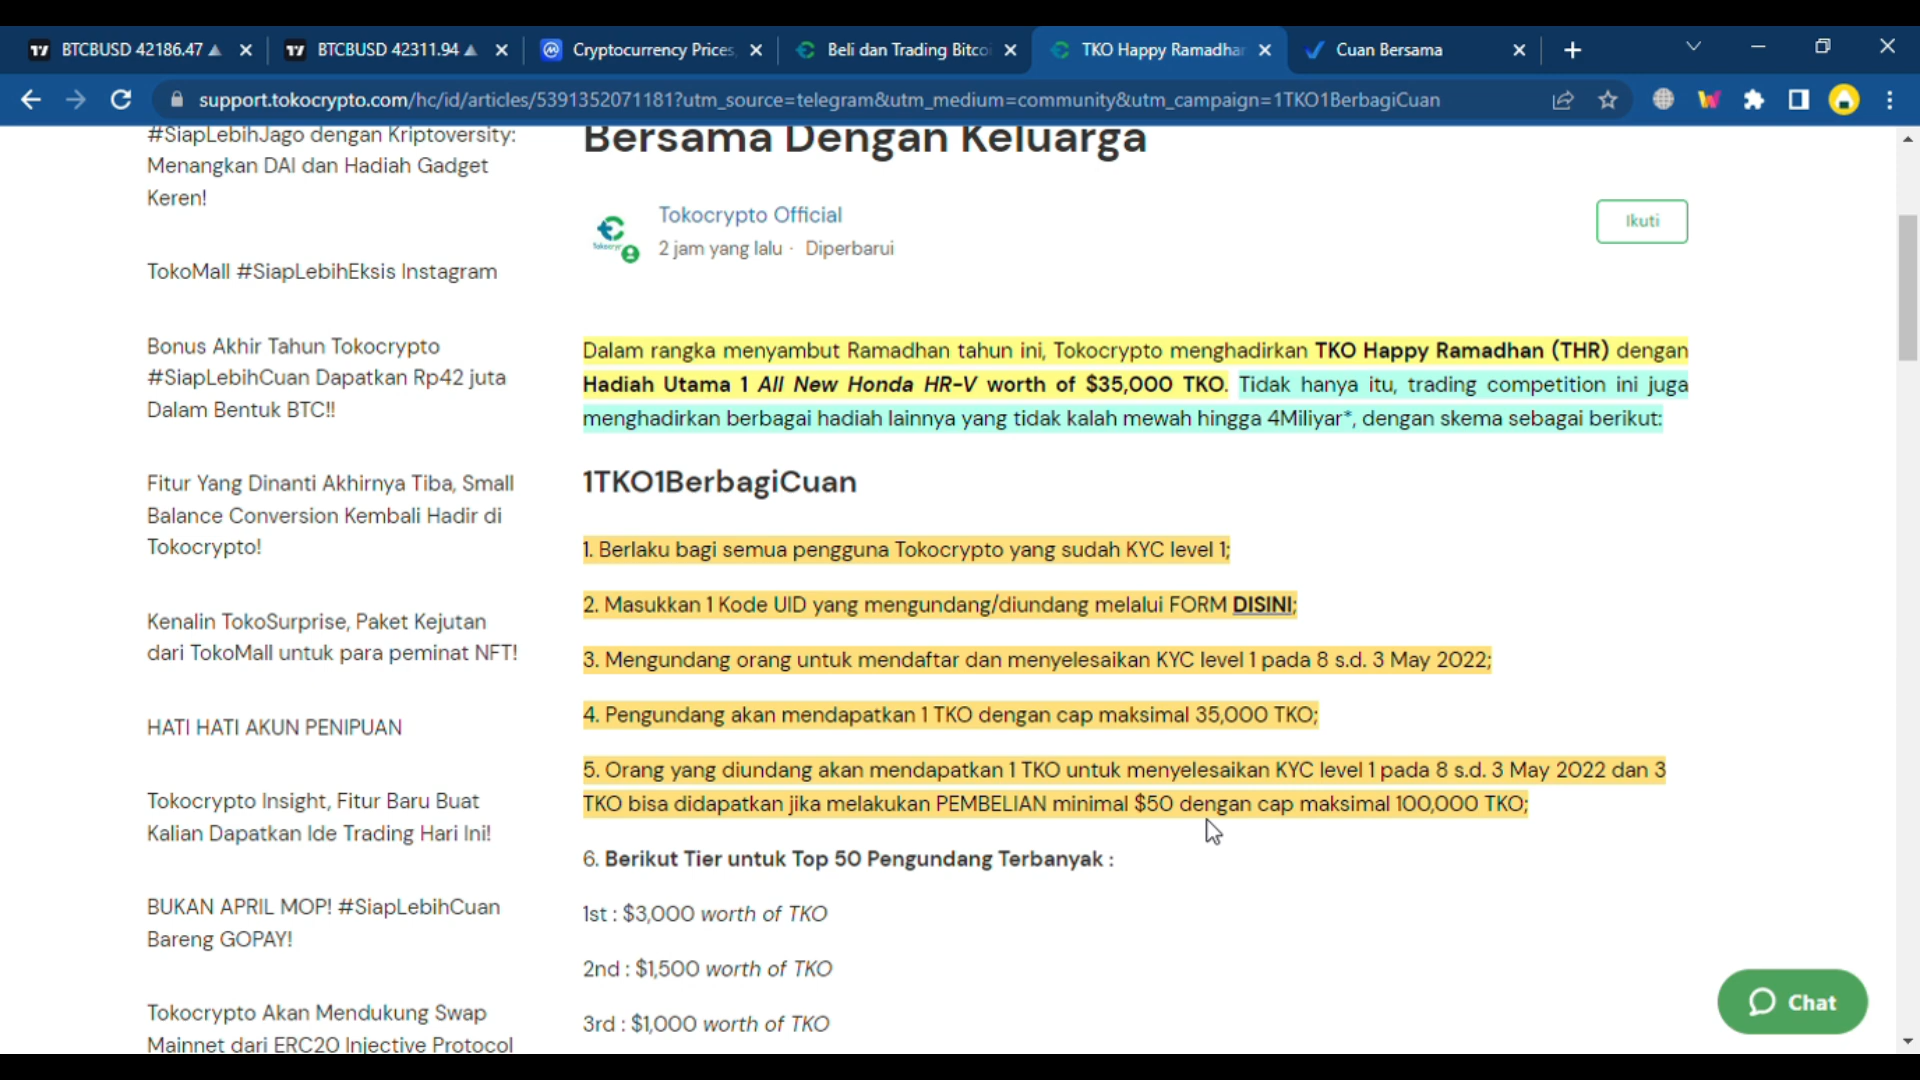 BTCBUSD 42186.47
BTCBUSD 42311.94
Cryptocurrency Prices,
Beli dan Trading Bitco
TKO Happy Ramadha
Cuan Bersama
support.tokocrypto.com/hc/id/articles/5391352071181?utm_source=telegram&utm_medium=community&utm_campaign=1TKO1BerbagiCuan
#SiapLebihJago dengan Kriptoversity:
Menangkan DAI dan Hadiah Gadget
Keren!
TokoMall #SiapLebihEksis Instagram
Bonus Akhir Tahun Tokocrypto
#SiapLebihCuan Dapatkan Rp42 juta
Dalam Bentuk BTC!!
Fitur Yang Dinanti Akhirnya Tiba, Small
Balance Conversion Kembali Hadir di
Tokocrypto!
Kenalin TokoSurprise, Paket Kejutan
dari TokoMall untuk para peminat NFT!
HATI HATI AKUN PENIPUAN
Tokocrypto Insight, Fitur Baru Buat
Kalian Dapatkan Ide Trading Hari Ini!
BUKAN APRIL MOP! #SiapLebihCuan
Bareng GOPAY!
Tokocrypto Akan Mendukung Swap
Mainnet dari ERC20 Injective Protocol
Bersama Dengan Keluarga
Tokocrypto Official
2 jam yang lalu · Diperbarui
Ikuti
Dalam rangka menyambut Ramadhan tahun ini, Tokocrypto menghadirkan TKO Happy Ramadhan (THR) dengan
Hadiah Utama 1 All New Honda HR-V worth of $35,000 TKO. Tidak hanya itu, trading competition ini juga
menghadirkan berbagai hadiah lainnya yang tidak kalah mewah hingga 4Miliyar*, dengan skema sebagai berikut:
1TKO1BerbagiCuan
1. Berlaku bagi semua pengguna Tokocrypto yang sudah KYC level 1;
2. Masukkan 1 Kode UID yang mengundang/diundang melalui FORM DISINI;
3. Mengundang orang untuk mendaftar dan menyelesaikan KYC level 1 pada 8 s.d. 3 May 2022;
4. Pengundang akan mendapatkan 1 TKO dengan cap maksimal 35,000 TKO;
5. Orang yang diundang akan mendapatkan 1 TKO untuk menyelesaikan KYC level 1 pada 8 s.d. 3 May 2022 dan 3
TKO bisa didapatkan jika melakukan PEMBELIAN minimal $50 dengan cap maksimal 100,000 TKO;
6. Berikut Tier untuk Top 50 Pengundang Terbanyak :
1st : $3,000 worth of TKO
2nd : $1,500 worth of TKO
3rd : $1,000 worth of TKO
Chat